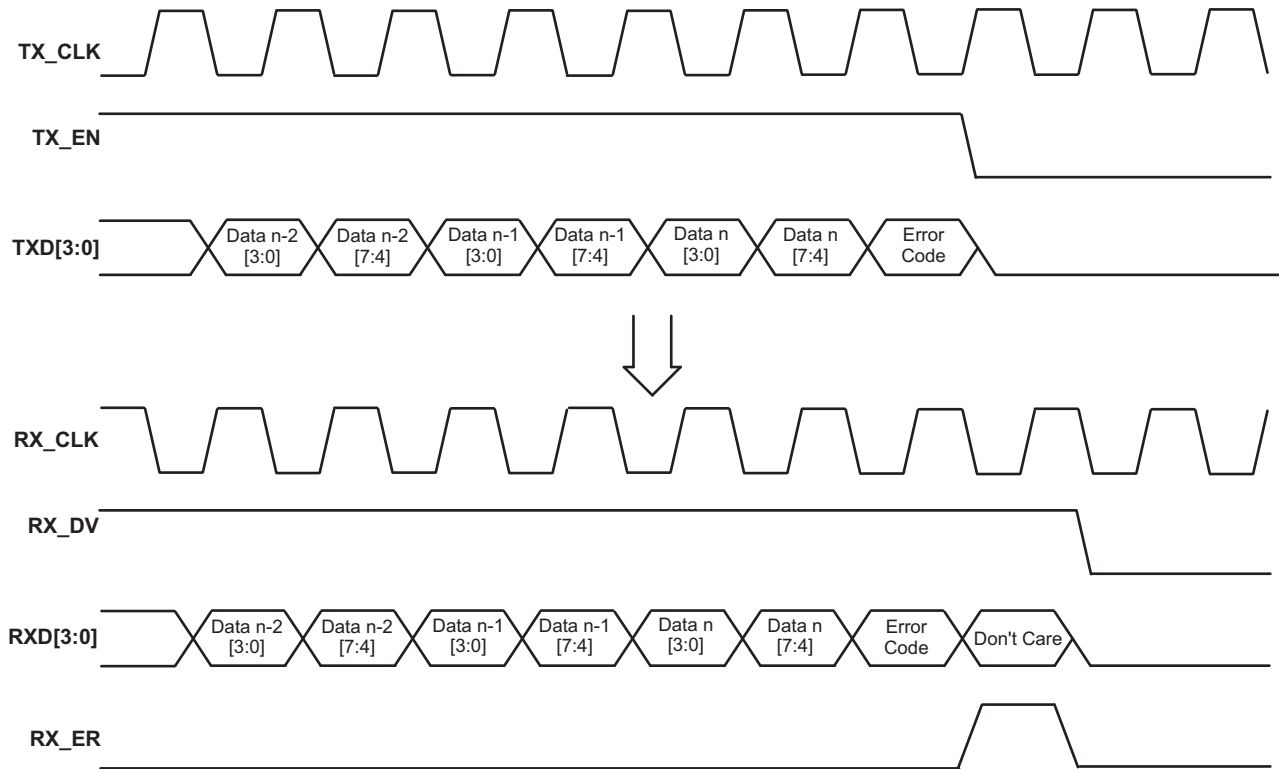 TX_CLK
TX_EN
TXD[3:0]
Data n-2
[3:0]
Data n-2
[7:4]
Data n-1
[3:0]
Data n-1
[7:4]
Data n
[3:0]
Data n
[7:4]
Error
Code
RX_CLK
RX_DV
RXD[3:0]
Data n-2
[3:0]
Data n-2
[7:4]
Data n-1
[3:0]
Data n-1
[7:4]
Data n
[3:0]
Data n
[7:4]
Error
Code
Don't Care
RX_ER